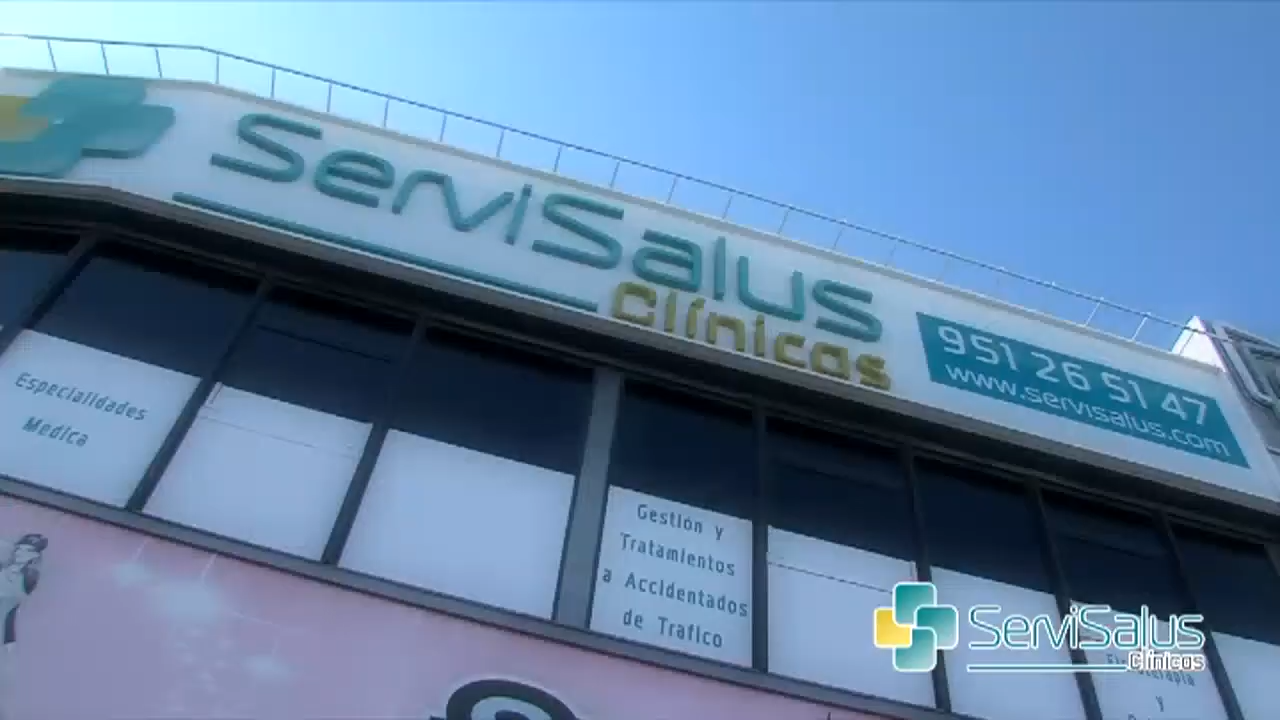 ServiSalus
Clínicas
951 26 51 47
www.servisalus.com
Especialidades
Medica
Gestión y
Tratamientos
a Accidentados
de Trafico
ServiSalus
Clínicas
y